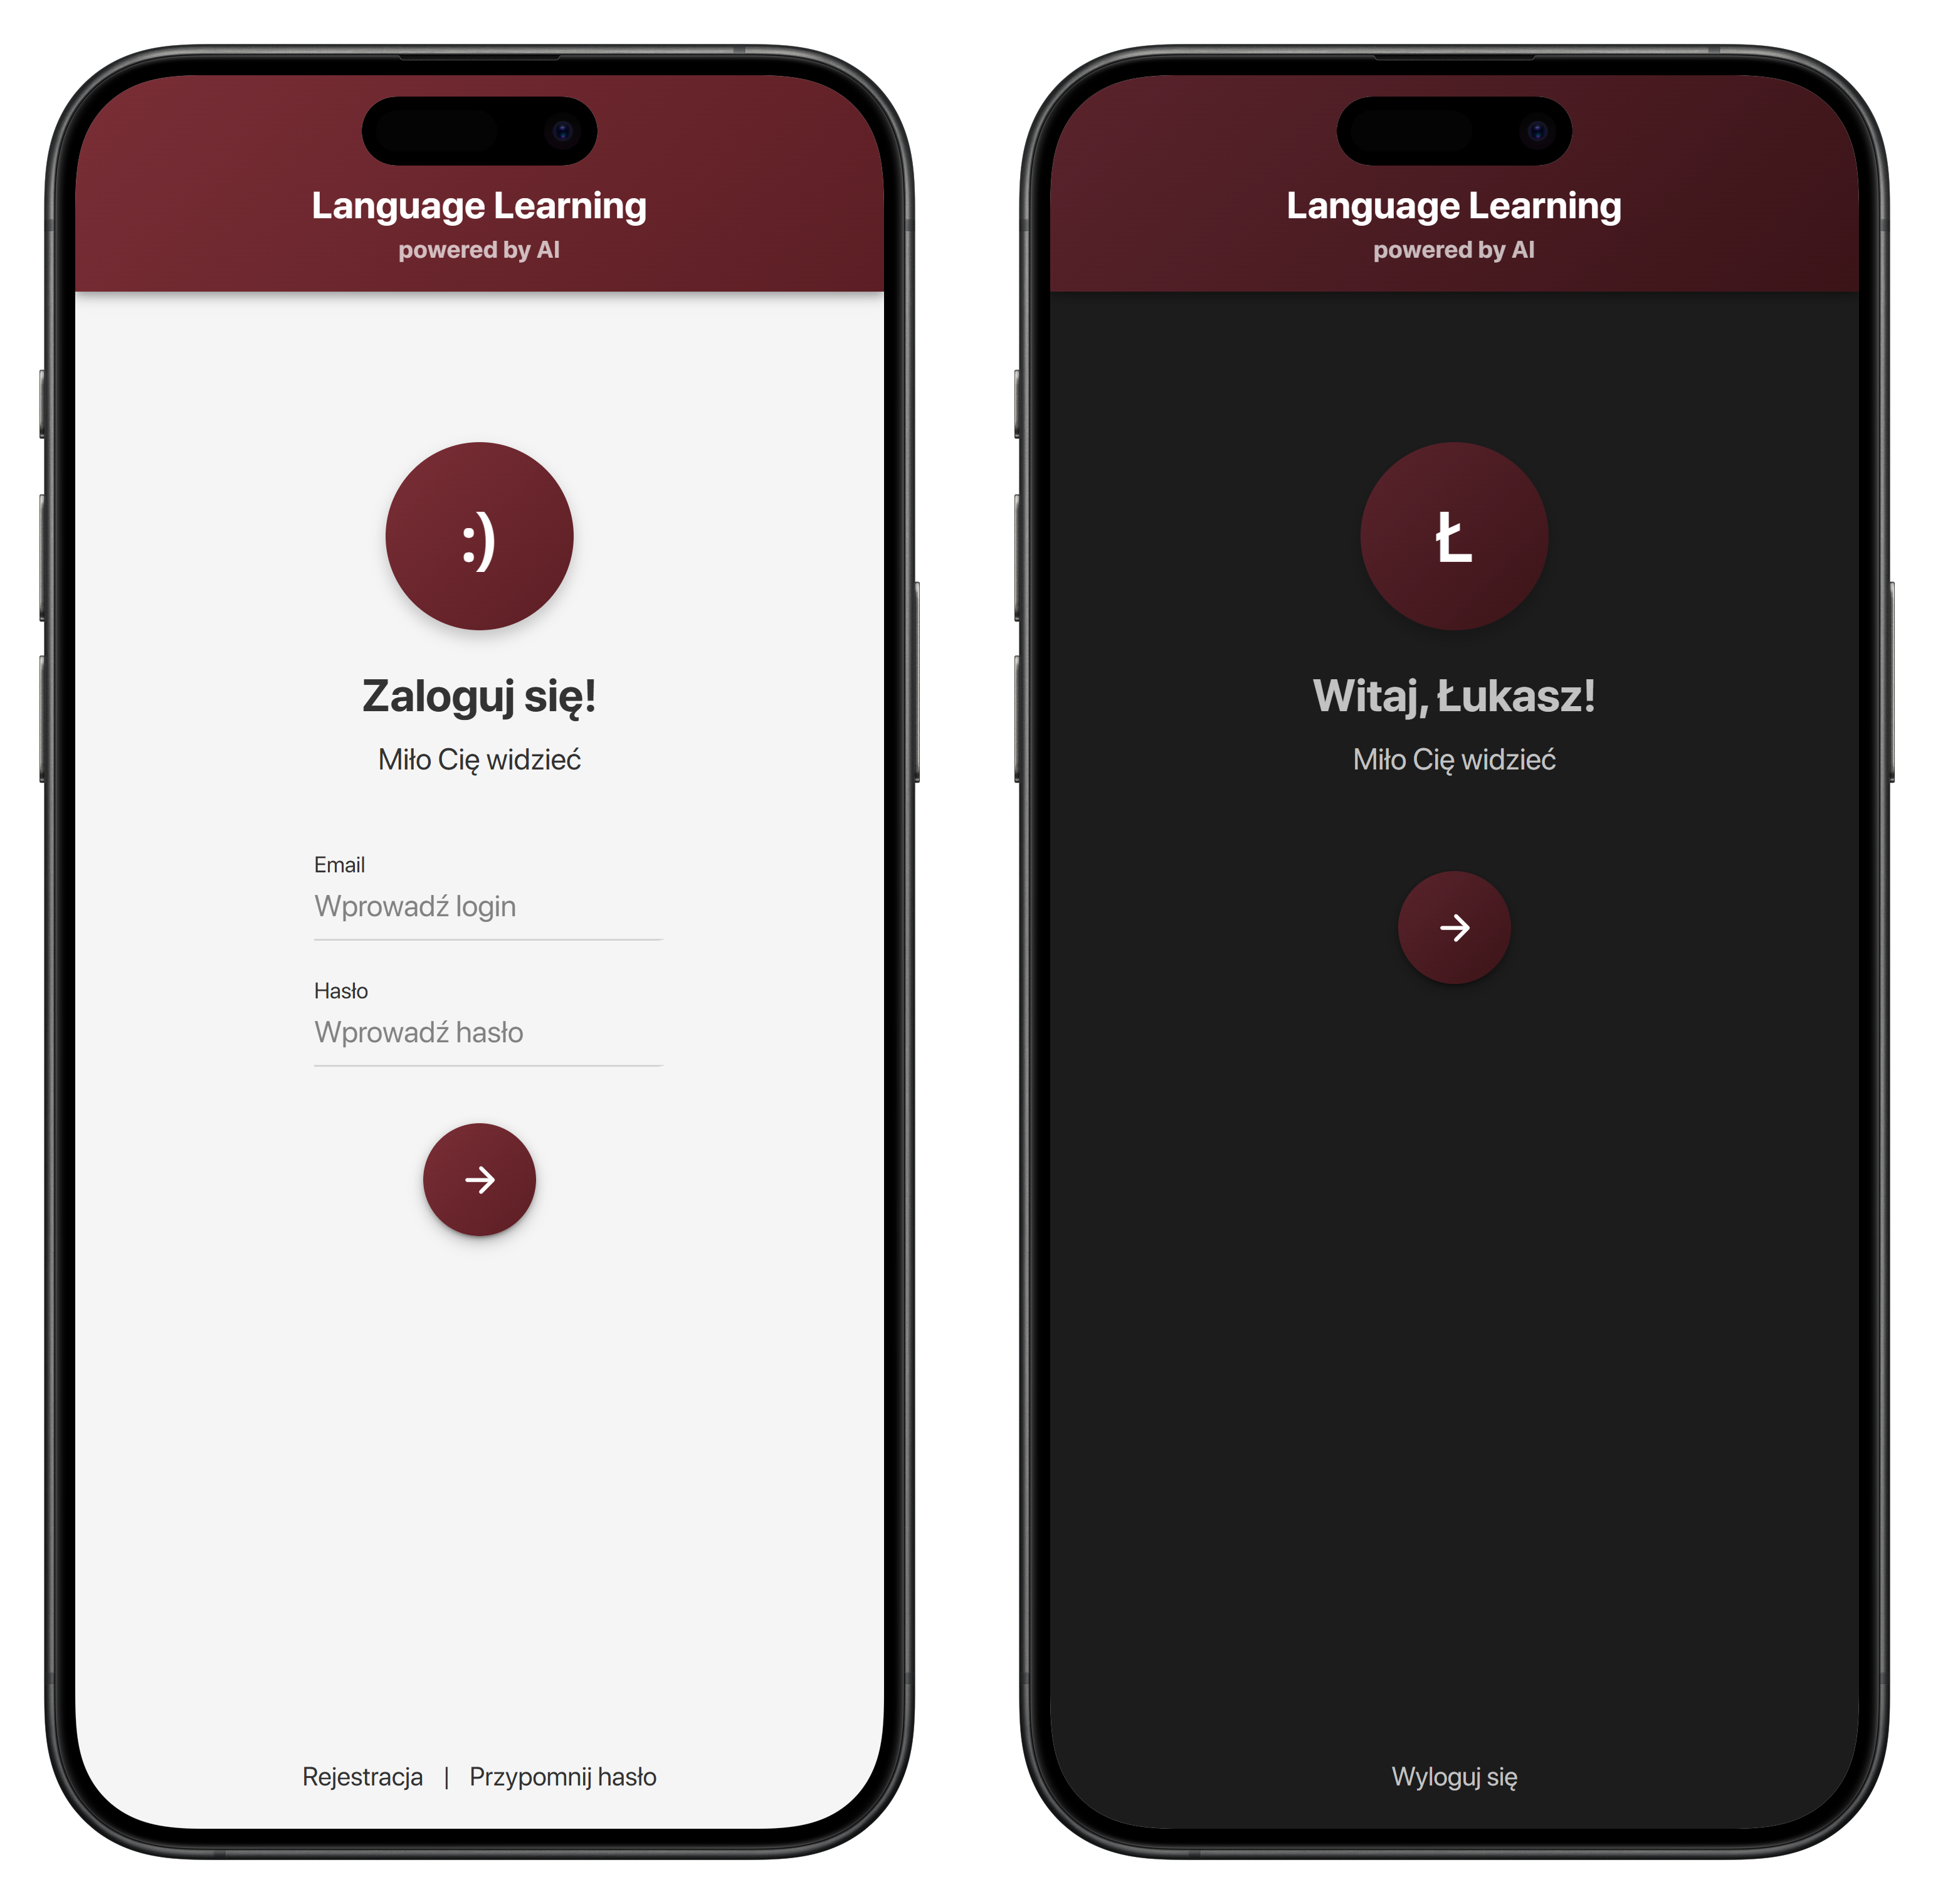 Language Learning
powered by AI
:)
Zaloguj się!
Miło Cię widzieć
Email
Wprowadź login
Hasło
Wprowadź hasło
Rejestracja | Przypomnij hasło
Language Learning
powered by AI
Ł
Witaj, Łukasz!
Miło Cię widzieć
Wyloguj się